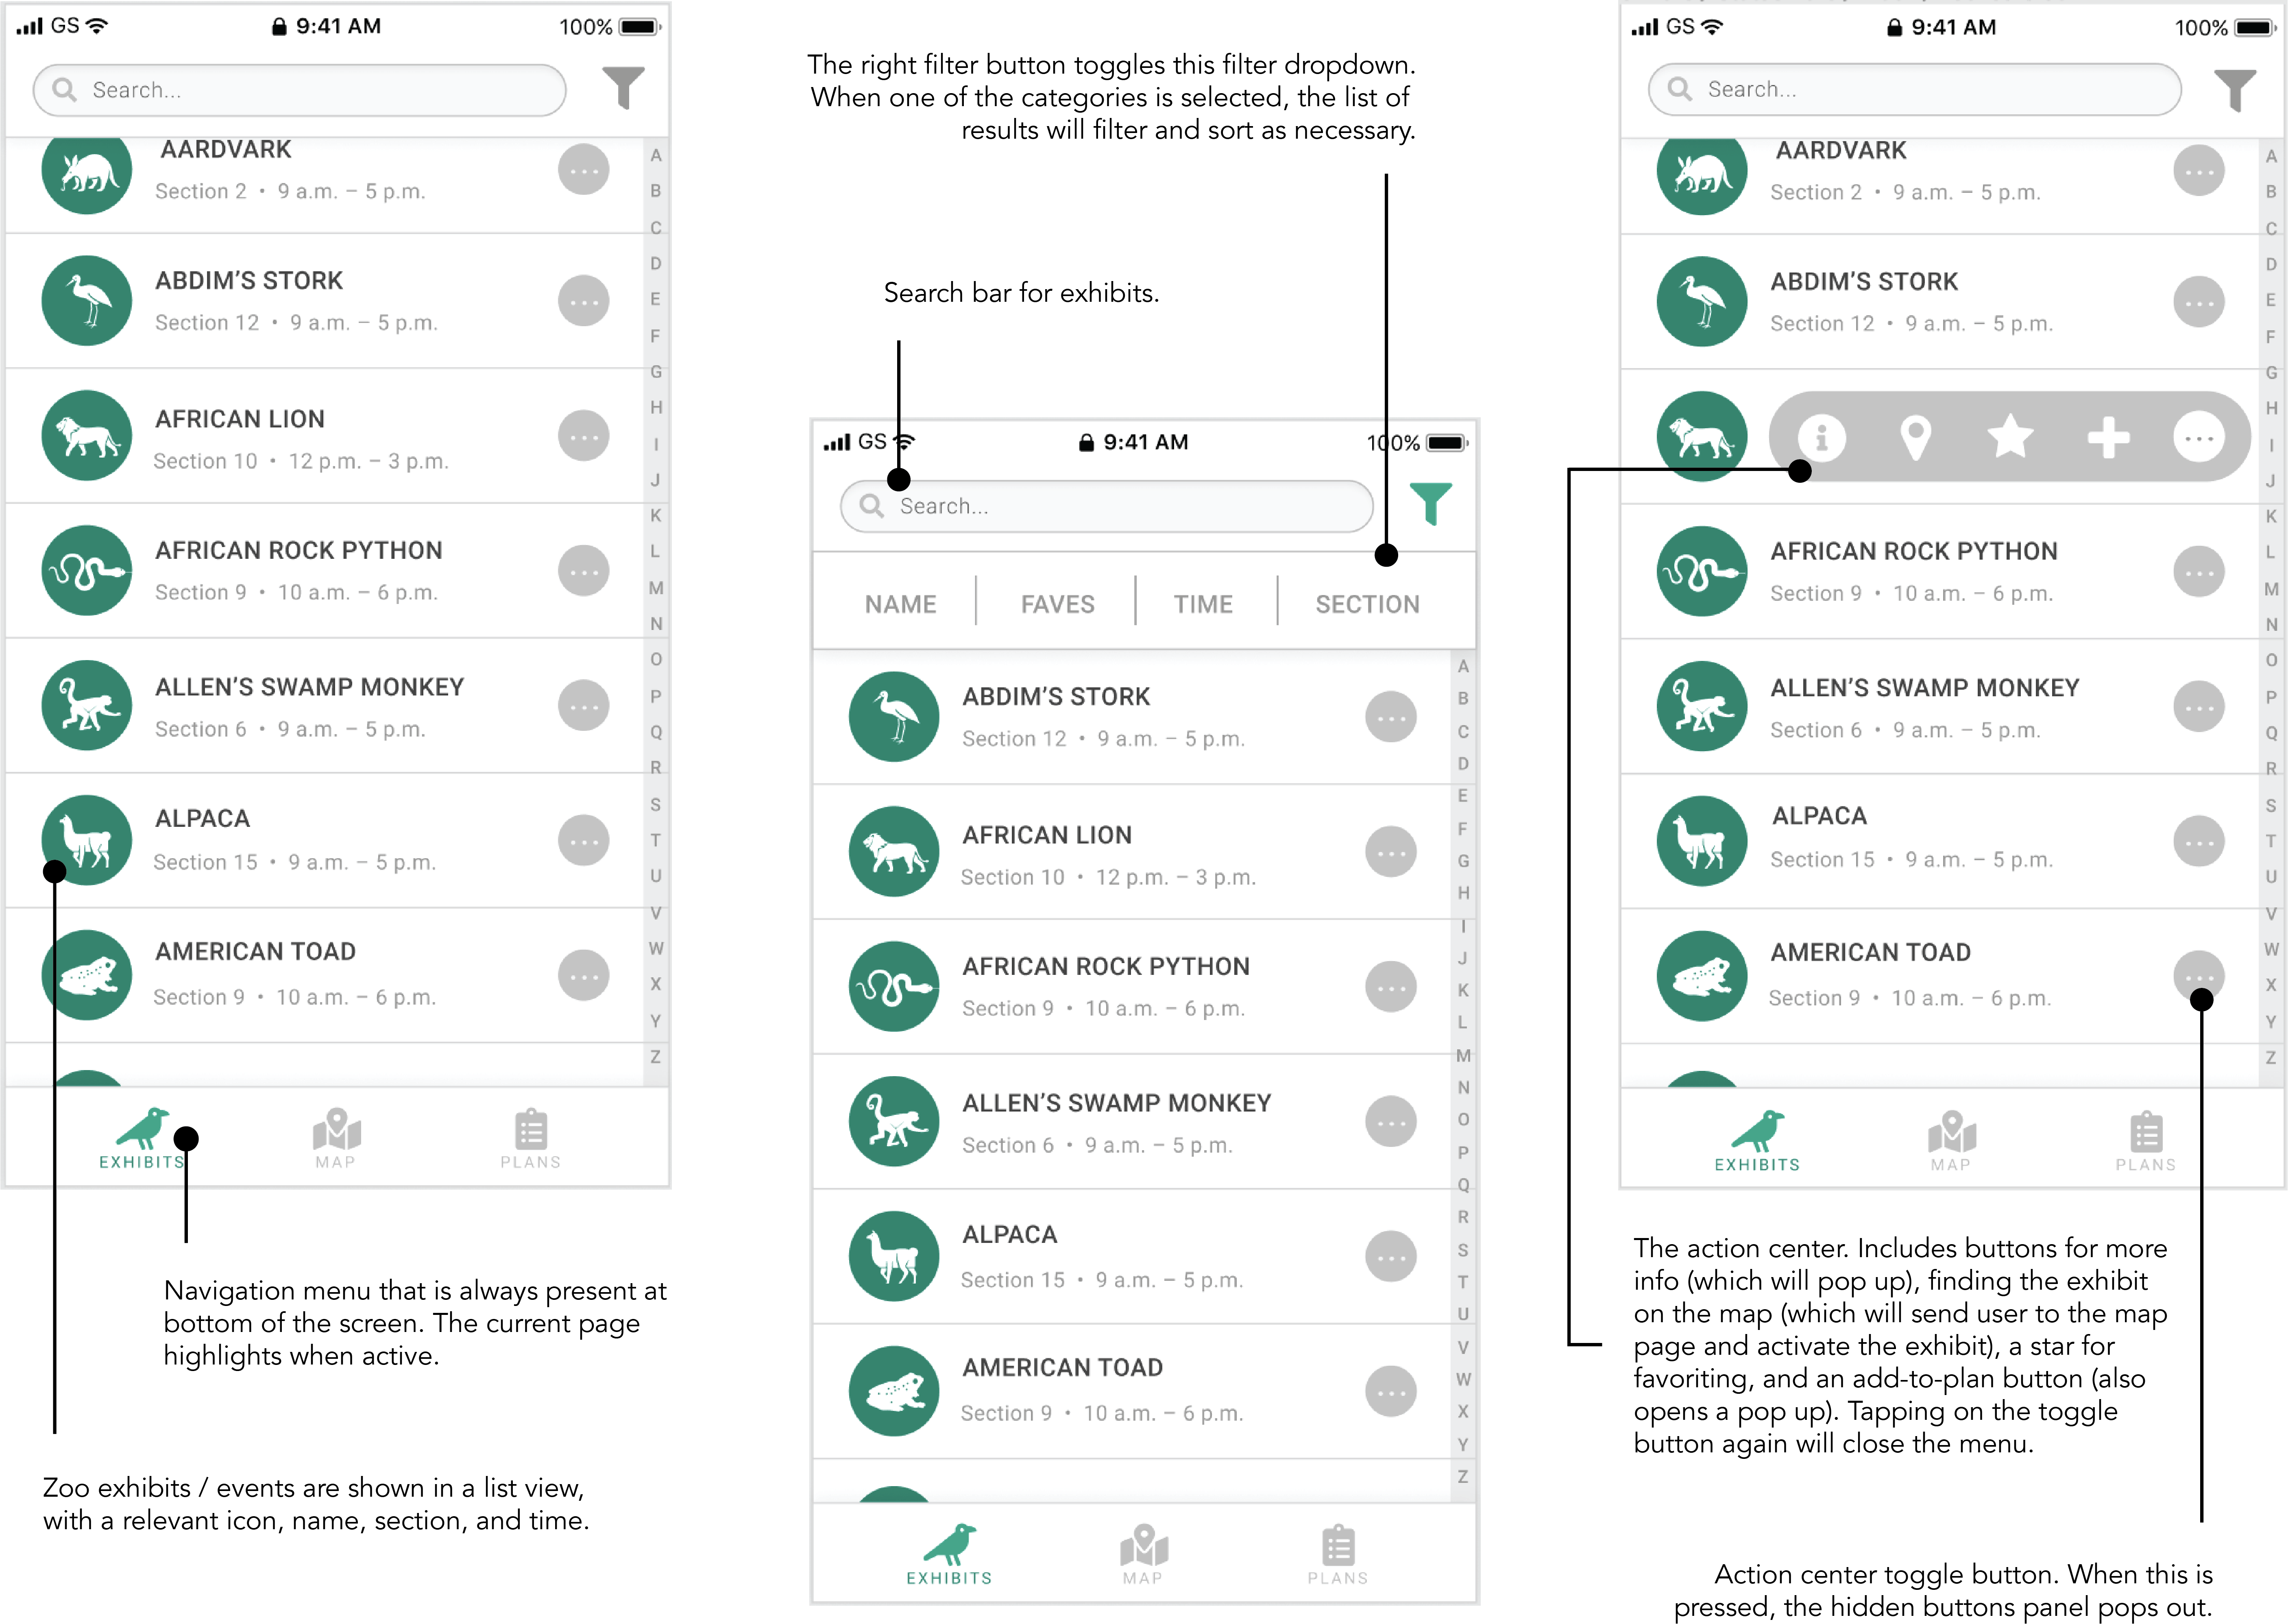 GS 9:41 AM 100%
Search...
AARDVARK
Section 2 • 9 a.m. – 5 p.m.
ABDIM'S STORK
Section 12 • 9 a.m. – 5 p.m.
AFRICAN LION
Section 10 • 12 p.m. – 3 p.m.
AFRICAN ROCK PYTHON
Section 9 • 10 a.m. – 6 p.m.
ALLEN'S SWAMP MONKEY
Section 6 • 9 a.m. – 5 p.m.
ALPACA
Section 15 • 9 a.m. – 5 p.m.
AMERICAN TOAD
Section 9 • 10 a.m. – 6 p.m.
A
B
C
D
E
F
G
H
I
J
K
L
M
N
O
P
Q
R
S
T
U
V
W
X
Y
Z
EXHIBITS MAP PLANS
Navigation menu that is always present at
bottom of the screen. The current page
highlights when active.
Zoo exhibits / events are shown in a list view,
with a relevant icon, name, section, and time.
The right filter button toggles this filter dropdown.
When one of the categories is selected, the list of
results will filter and sort as necessary.
Search bar for exhibits.
GS 9:41 AM 100%
Search...
NAME FAVES TIME SECTION
ABDIM'S STORK
Section 12 • 9 a.m. – 5 p.m.
AFRICAN LION
Section 10 • 12 p.m. – 3 p.m.
AFRICAN ROCK PYTHON
Section 9 • 10 a.m. – 6 p.m.
ALLEN'S SWAMP MONKEY
Section 6 • 9 a.m. – 5 p.m.
ALPACA
Section 15 • 9 a.m. – 5 p.m.
AMERICAN TOAD
Section 9 • 10 a.m. – 6 p.m.
A
B
C
D
E
F
G
H
I
J
K
L
M
N
O
P
Q
R
S
T
U
V
W
X
Y
Z
EXHIBITS MAP PLANS
GS 9:41 AM 100%
Search...
AARDVARK
Section 2 • 9 a.m. – 5 p.m.
ABDIM'S STORK
Section 12 • 9 a.m. – 5 p.m.
AFRICAN ROCK PYTHON
Section 9 • 10 a.m. – 6 p.m.
ALLEN'S SWAMP MONKEY
Section 6 • 9 a.m. – 5 p.m.
ALPACA
Section 15 • 9 a.m. – 5 p.m.
AMERICAN TOAD
Section 9 • 10 a.m. – 6 p.m.
A
B
C
D
E
F
G
H
I
J
K
L
M
N
O
P
Q
R
S
T
U
V
W
X
Y
Z
EXHIBITS MAP PLANS
The action center. Includes buttons for more
info (which will pop up), finding the exhibit
on the map (which will send user to the map
page and activate the exhibit), a star for
favoriting, and an add-to-plan button (also
opens a pop up). Tapping on the toggle
button again will close the menu.
Action center toggle button. When this is
pressed, the hidden buttons panel pops out.